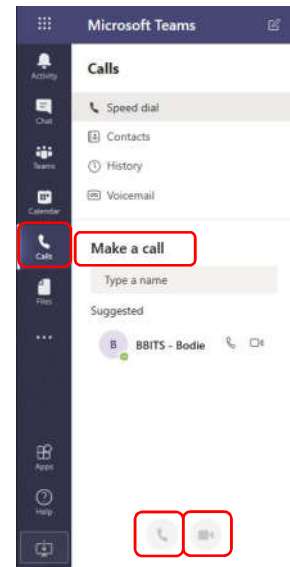 Microsoft Teams
Activity
Chat
Teams
Calendar
Calls
Files
Apps
Help
Calls
Speed dial
Contacts
History
Voicemail
Make a call
Type a name
Suggested
B BBITS - Bodie